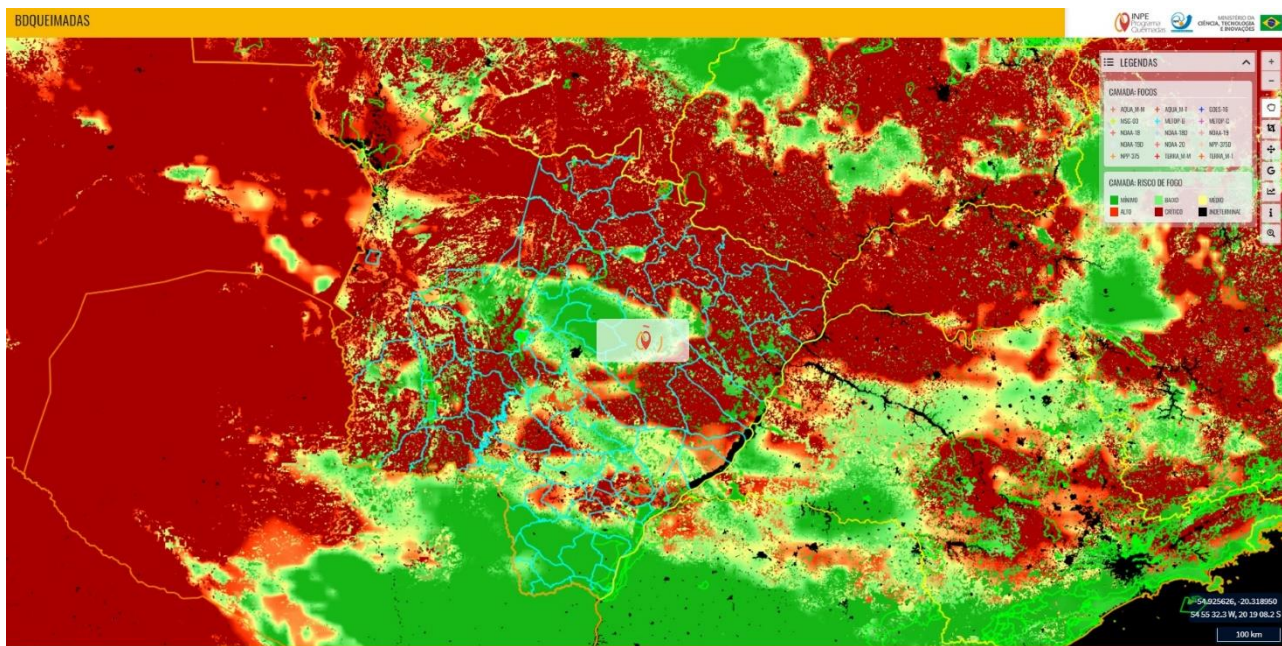 BDQUEIMADAS
INPE
Programa
Queimadas
MINISTÉRIO DA
CIÊNCIA, TECNOLOGIA
E INOVAÇÕES
LEGENDAS
CAMADA: FOCOS
AQUA_M-M AQUA_M-T GOES-16
MSG-03 METOP-B METOP-C
NOAA-18 NOAA-18D NOAA-19
NOAA-19D NOAA-20 NPP-375D
NPP-375 TERRA_M-M TERRA_M-T
CAMADA: RISCO DE FOGO
MÍNIMO BAIXO MÉDIO
ALTO CRÍTICO INDETERMINAD
-54.925626, -20.318950
54 55 32.3 W, 20 19 08.2 S
100 km